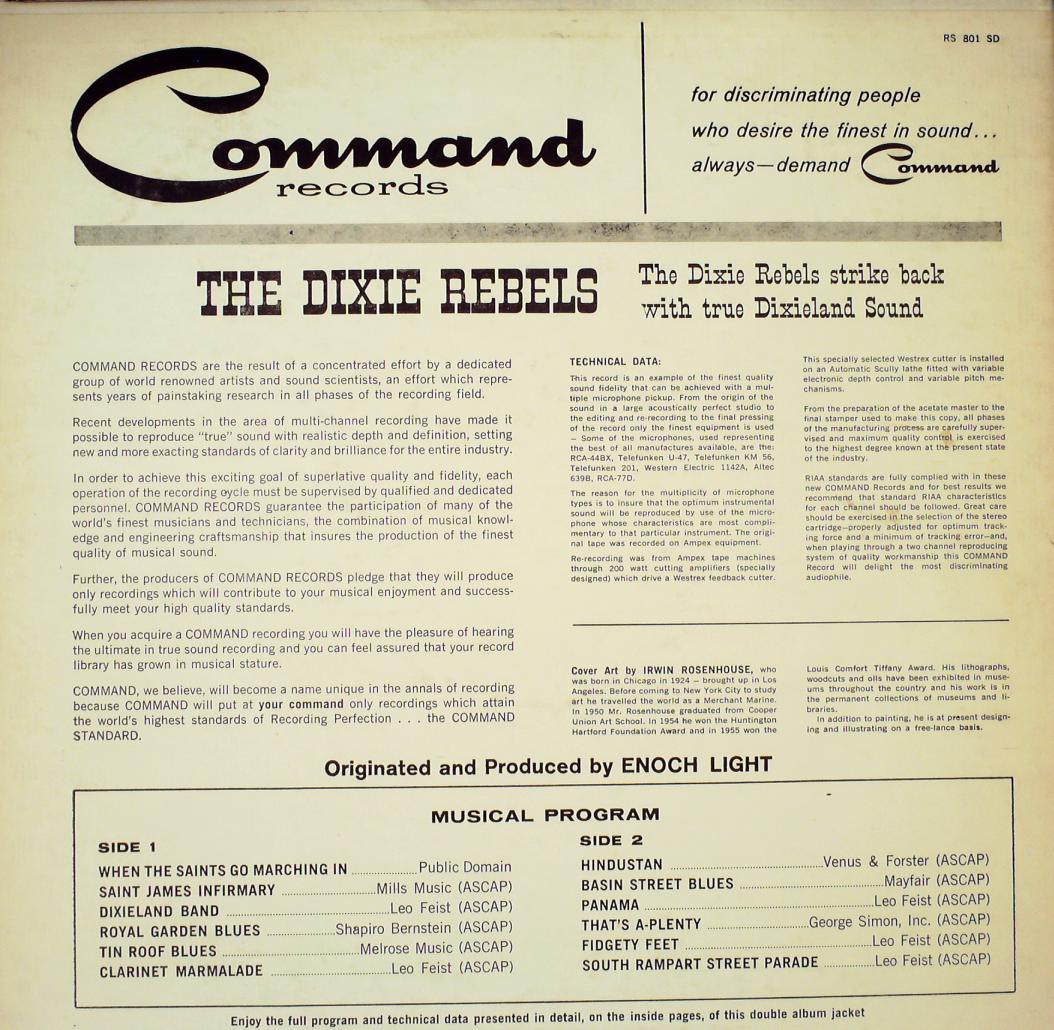 RS 801 SD
Command
records
for discriminating people
who desire the finest in sound...
always—demand Command
THE DIXIE REBELS
The Dixie Rebels strike back
with true Dixieland Sound
COMMAND RECORDS are the result of a concentrated effort by a dedicated
group of world renowned artists and sound scientists, an effort which repre-
sents years of painstaking research in all phases of the recording field.
Recent developments in the area of multi-channel recording have made it
possible to reproduce "true" sound with realistic depth and definition, setting
new and more exacting standards of clarity and brilliance for the entire industry.
In order to achieve this exciting goal of superlative quality and fidelity, each
operation of the recording cycle must be supervised by qualified and dedicated
personnel. COMMAND RECORDS guarantee the participation of many of the
world's finest musicians and technicians, the combination of musical knowl-
edge and engineering craftsmanship that insures the production of the finest
quality of musical sound.
Further, the producers of COMMAND RECORDS pledge that they will produce
only recordings which will contribute to your musical enjoyment and success-
fully meet your high quality standards.
When you acquire a COMMAND recording you will have the pleasure of hearing
the ultimate in true sound recording and you can feel assured that your record
library has grown in musical stature.
COMMAND, we believe, will become a name unique in the annals of recording
because COMMAND will put at your command only recordings which attain
the world's highest standards of Recording Perfection . . . the COMMAND
STANDARD.
TECHNICAL DATA:
This record is an example of the finest quality
sound fidelity that can be achieved with a mul-
tiple microphone pickup. From the origin of the
sound in a large acoustically perfect studio to
the editing and re-recording to the final pressing
of the record only the finest equipment is used
— Some of the microphones, used representing
the best of all manufactures available, are the:
RCA-44BX, Telefunken U-47, Telefunken KM 56,
Telefunken 201, Western Electric 1142A, Altec
639B, RCA-77D.
The reason for the multiplicity of microphone
types is to insure that the optimum instrumental
sound will be reproduced by use of the micro-
phone whose characteristics are most compli-
mentary to that particular instrument. The origi-
nal tape was recorded on Ampex equipment.
Re-recording was from Ampex tape machines
through 200 watt cutting amplifiers (specially
designed) which drive a Westrex feedback cutter.
This specially selected Westrex cutter is installed
on an Automatic Scully lathe fitted with variable
electronic depth control and variable pitch me-
chanisms.
From the preparation of the acetate master to the
final stamper used to make this copy, all phases
of the manufacturing process are carefully super-
vised and maximum quality control is exercised
to the highest degree known at the present state
of the industry.
RIAA standards are fully complied with in these
new COMMAND Records and for best results we
recommend that standard RIAA characteristics
for each channel should be followed. Great care
should be exercised in the selection of the stereo
cartridge—properly adjusted for optimum track-
ing force and a minimum of tracking error—and,
when playing through a two channel reproducing
system of quality workmanship this COMMAND
Record will delight the most discriminating
audiophile.
Cover Art by IRWIN ROSENHOUSE, who
was born in Chicago in 1924 — brought up in Los
Angeles. Before coming to New York City to study
art he travelled the world as a Merchant Marine.
In 1950 Mr. Rosenhouse graduated from Cooper
Union Art School. In 1954 he won the Huntington
Hartford Foundation Award and in 1955 won the
Louis Comfort Tiffany Award. His lithographs,
woodcuts and oils have been exhibited in muse-
ums throughout the country and his work is in
the permanent collections of museums and li-
braries.
In addition to painting, he is at present design-
ing and illustrating on a free-lance basis.
Originated and Produced by ENOCH LIGHT
MUSICAL PROGRAM
SIDE 1
WHEN THE SAINTS GO MARCHING IN ........ Public Domain
SAINT JAMES INFIRMARY ........ Mills Music (ASCAP)
DIXIELAND BAND ........ Leo Feist (ASCAP)
ROYAL GARDEN BLUES ........ Shapiro Bernstein (ASCAP)
TIN ROOF BLUES ........ Melrose Music (ASCAP)
CLARINET MARMALADE ........ Leo Feist (ASCAP)
SIDE 2
HINDUSTAN ........ Venus & Forster (ASCAP)
BASIN STREET BLUES ........ Mayfair (ASCAP)
PANAMA ........ Leo Feist (ASCAP)
THAT'S A-PLENTY ........ George Simon, Inc. (ASCAP)
FIDGETY FEET ........ Leo Feist (ASCAP)
SOUTH RAMPART STREET PARADE ........ Leo Feist (ASCAP)
Enjoy the full program and technical data presented in detail, on the inside pages, of this double album jacket